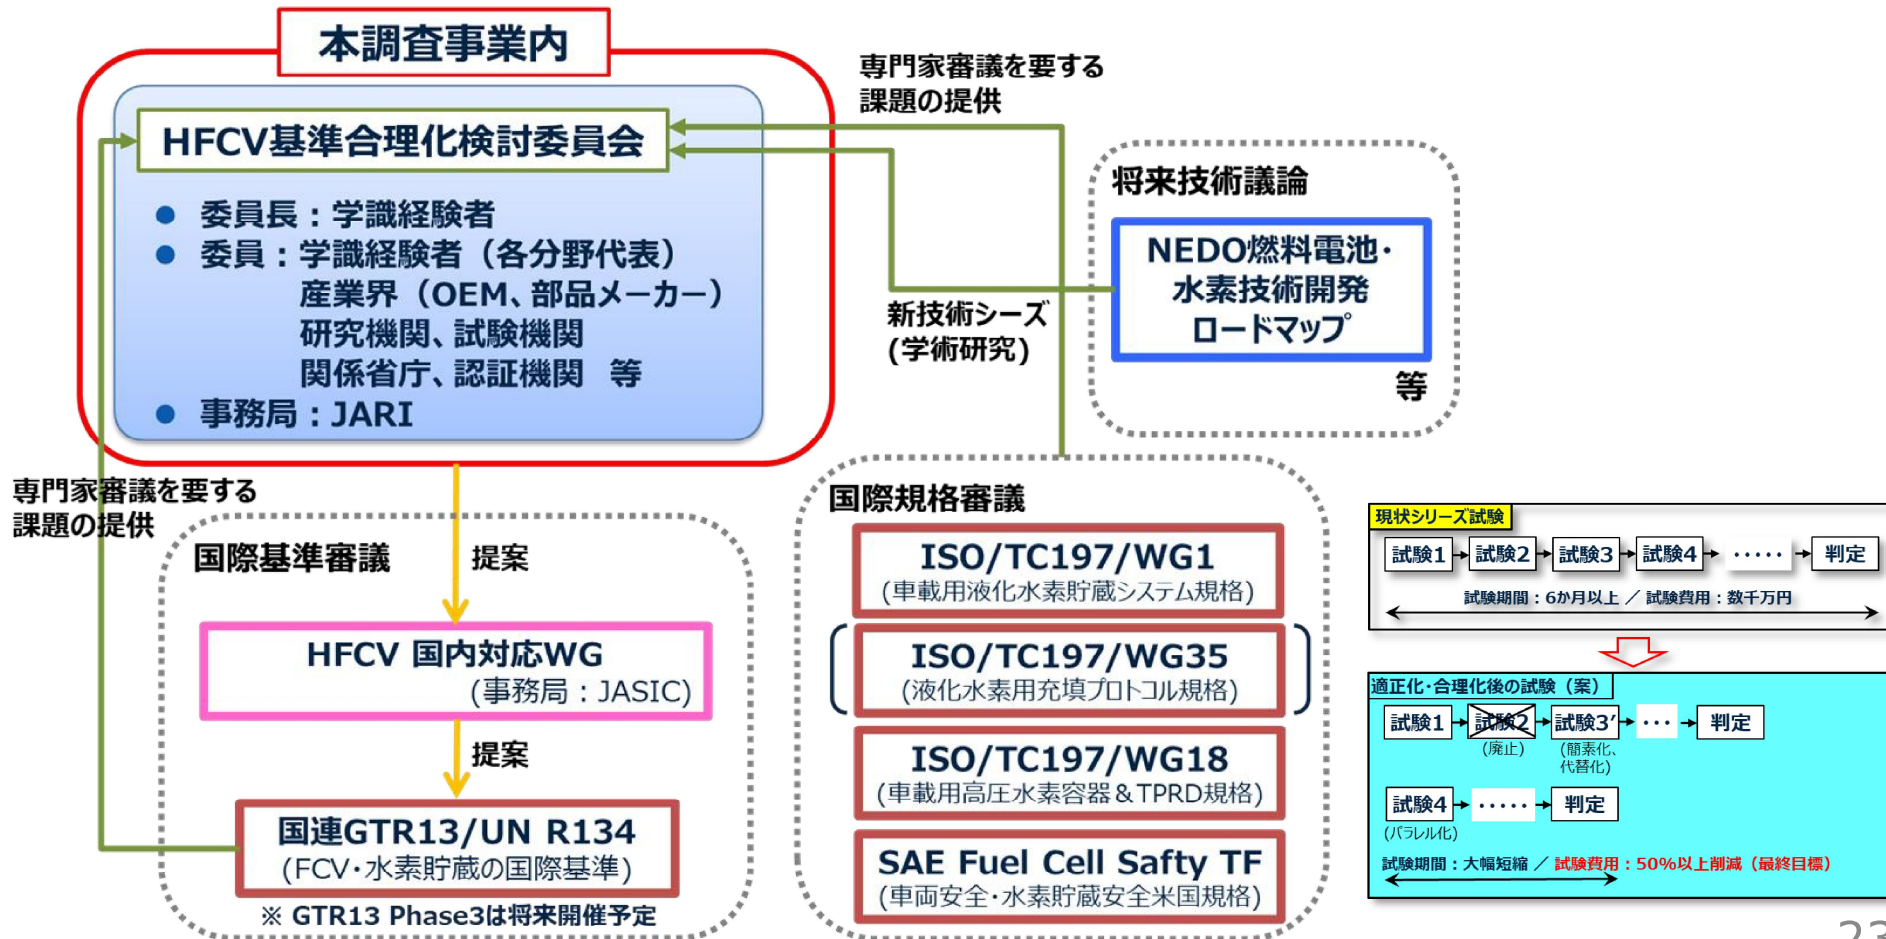 本調査事業内
HFCV基準合理化検討委員会
● 委員長：学識経験者
● 委員：学識経験者（各分野代表）
産業界（OEM、部品メーカー）
研究機関、試験機関
関係省庁、認証機関 等
● 事務局：JARI
専門家審議を要する
課題の提供
新技術シーズ
(学術研究)
将来技術議論
NEDO燃料電池・
水素技術開発
ロードマップ
等
専門家審議を要する
課題の提供
国際基準審議
提案
HFCV 国内対応WG
(事務局：JASIC)
提案
国連GTR13/UN R134
(FCV・水素貯蔵の国際基準)
※ GTR13 Phase3は将来開催予定
国際規格審議
ISO/TC197/WG1
(車載用液化水素貯蔵システム規格)
ISO/TC197/WG35
(液化水素用充填プロトコル規格)
ISO/TC197/WG18
(車載用高圧水素容器＆TPRD規格)
SAE Fuel Cell Safty TF
(車両安全・水素貯蔵安全米国規格)
現状シリーズ試験
試験1 試験2 試験3 試験4 ・・・・・ 判定
試験期間：6か月以上 ／ 試験費用：数千万円
適正化・合理化後の試験（案）
試験1 試験2 試験3′ ・・・ 判定
(廃止) (簡素化、
代替化)
試験4 ・・・・・ 判定
(パラレル化)
試験期間：大幅短縮 ／ 試験費用：50%以上削減（最終目標）
23